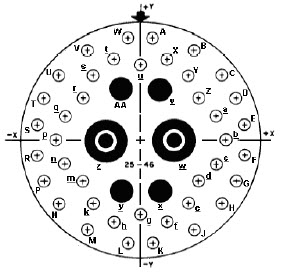 +Y
W A
V t X B
u
U s Y C
T r AA v Z D
q a
S E
-X p b +X
z w
R 25-46 F
n c
P m d G
N k y x e H
h g f
M J
L K
-Y